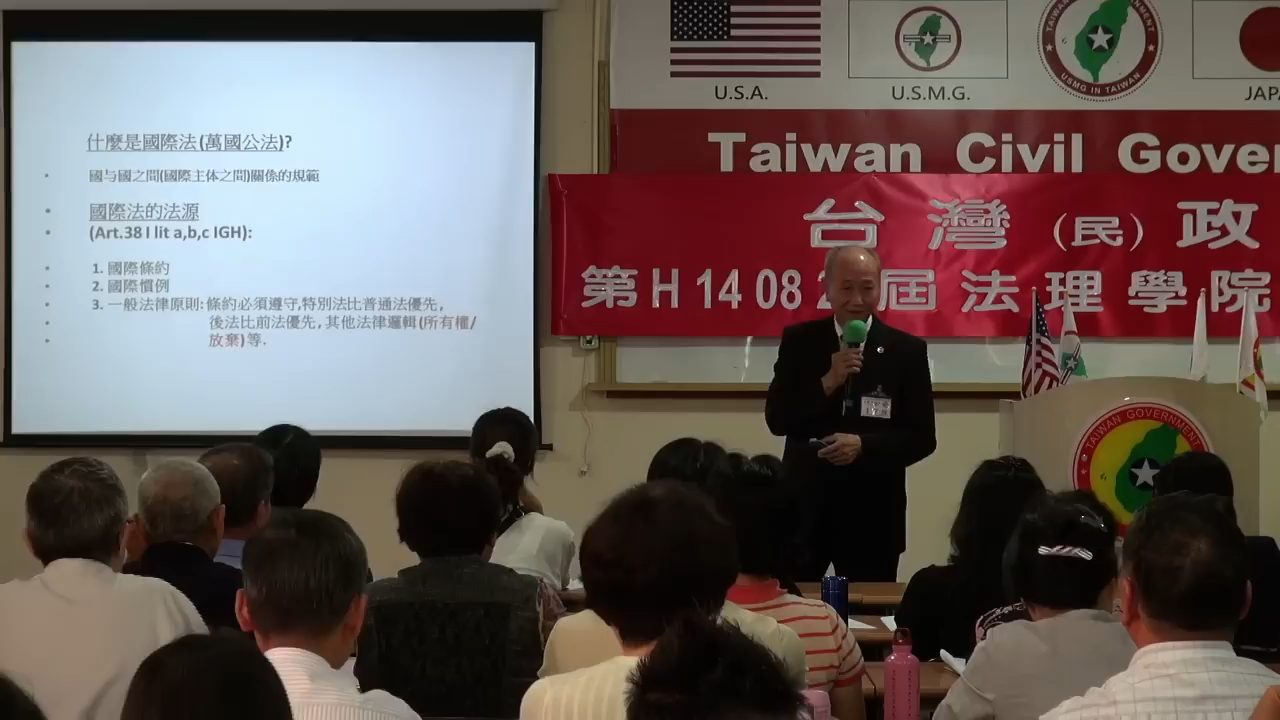 什麼是國際法(萬國公法)?
國与國之間(國際主体之間)關係的規範
國際法的法源
(Art.38 I lit a,b,c IGH):
1. 國際條約
2. 國際慣例
3. 一般法律原則: 條約必須遵守,特別法比普通法優先,
後法比前法優先, 其他法律邏輯(所有權/
放棄)等.
U.S.A.
U.S.M.G.
USMG IN TAIWAN
JAPA
Taiwan Civil Gover
台灣(民)政
第H 14 08 2 屆法理學院
TAIWAN GOVERNMENT